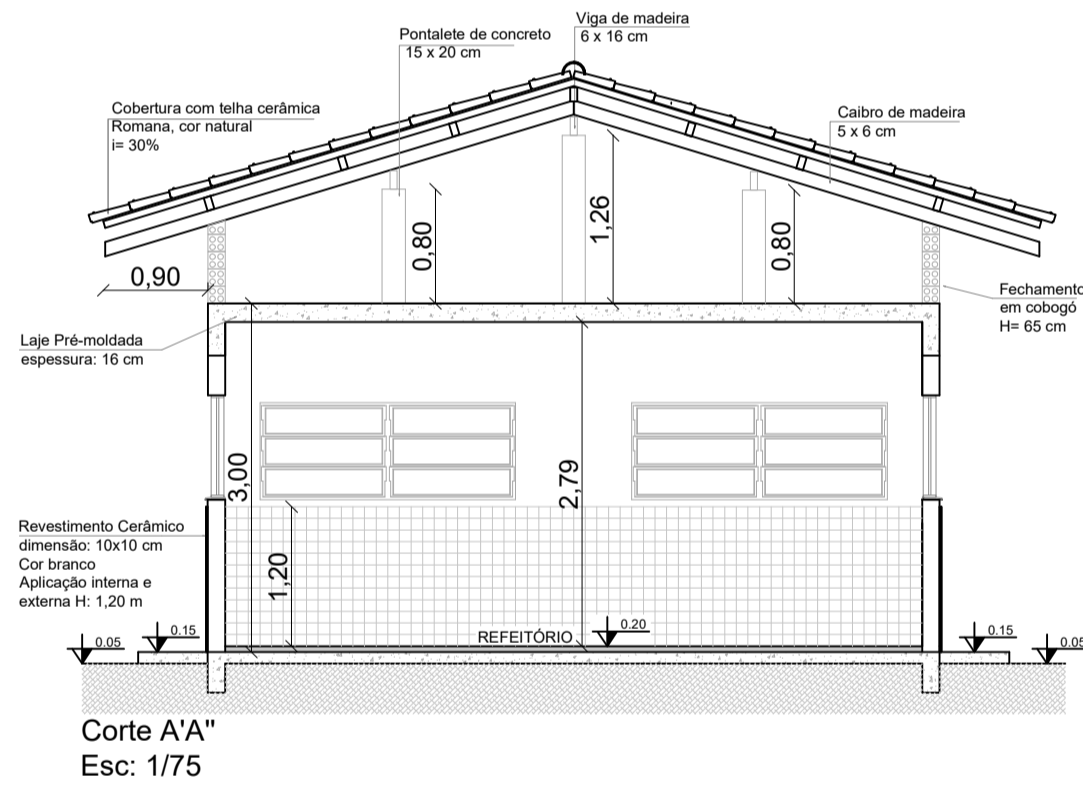 Viga de madeira
6 x 16 cm
Pontalete de concreto
15 x 20 cm
Cobertura com telha cerâmica
Romana, cor natural
i= 30%
Caibro de madeira
5 x 6 cm
1,26
0,80
0,80
0,90
Fechamento
em cobogó
H= 65 cm
Laje Pré-moldada
espessura: 16 cm
3,00
2,79
Revestimento Cerâmico
dimensão: 10x10 cm
Cor branco
Aplicação interna e
externa H: 1,20 m
1,20
0.05
0.15
REFEITÓRIO
0.20
0.15
0.05
Corte A'A"
Esc: 1/75